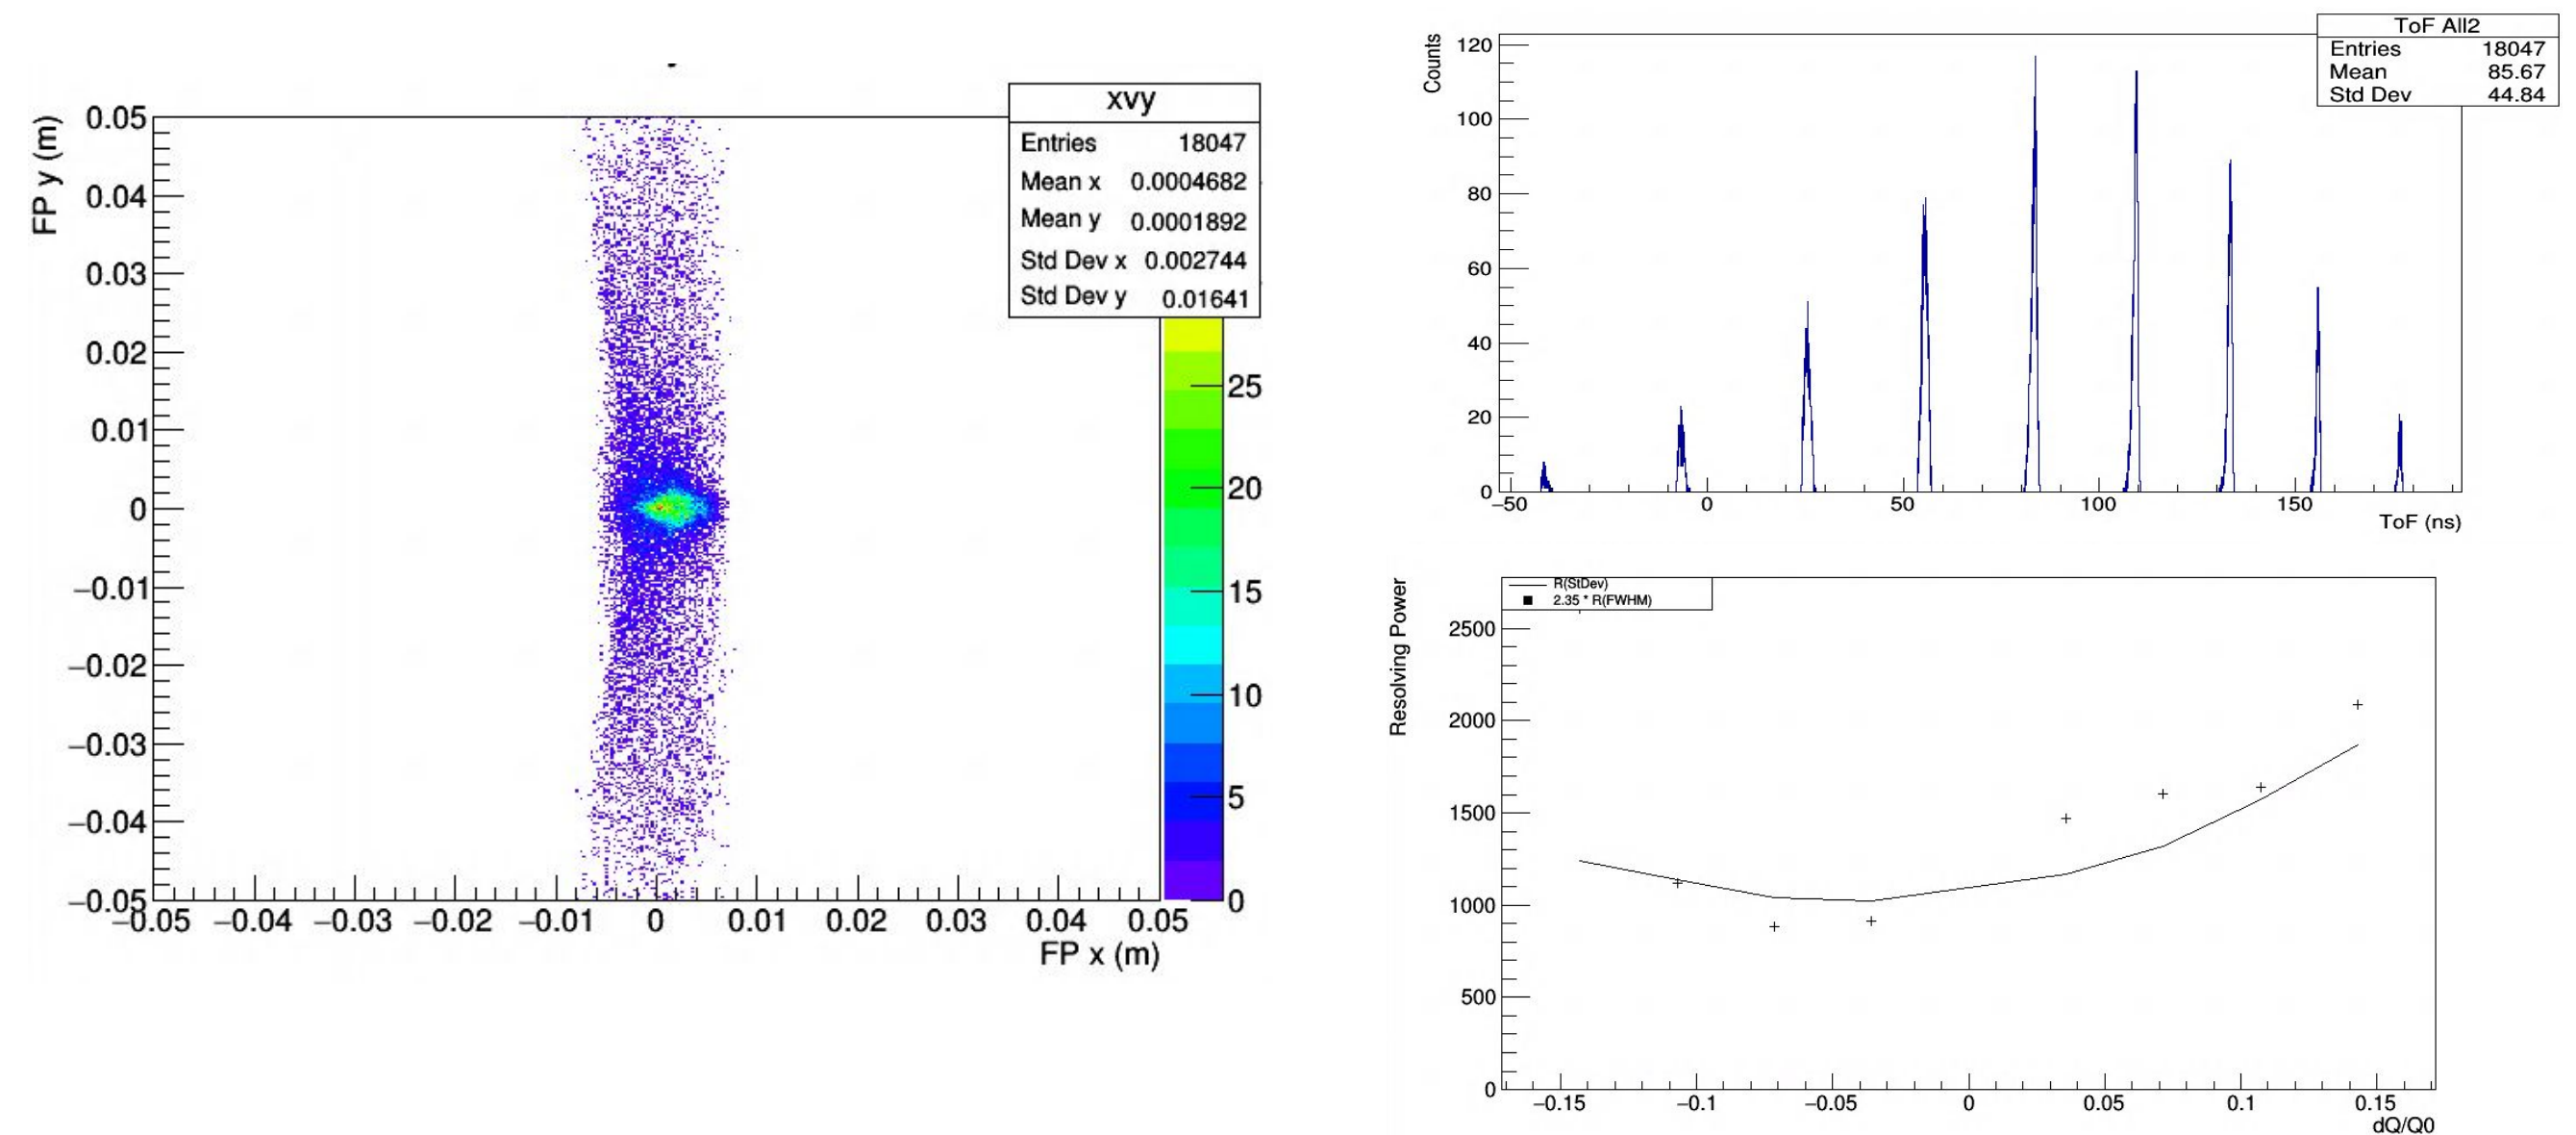 xvy
Entries 18047
Mean x 0.0004682
Mean y 0.0001892
Std Dev x 0.002744
Std Dev y 0.01641
FP y (m)
0.05
0.04
0.03
0.02
0.01
0
−0.01
−0.02
−0.03
−0.04
−0.05
−0.05 −0.04 −0.03 −0.02 −0.01 0 0.01 0.02 0.03 0.04 0.05
FP x (m)
25
20
15
10
5
0
ToF All2
Entries 18047
Mean 85.67
Std Dev 44.84
Counts
120
100
80
60
40
20
0
−50 0 50 100 150
ToF (ns)
R(StDev)
2.35 * R(FWHM)
Resolving Power
2500
2000
1500
1000
500
0
−0.15 −0.1 −0.05 0 0.05 0.1 0.15
dQ/Q0